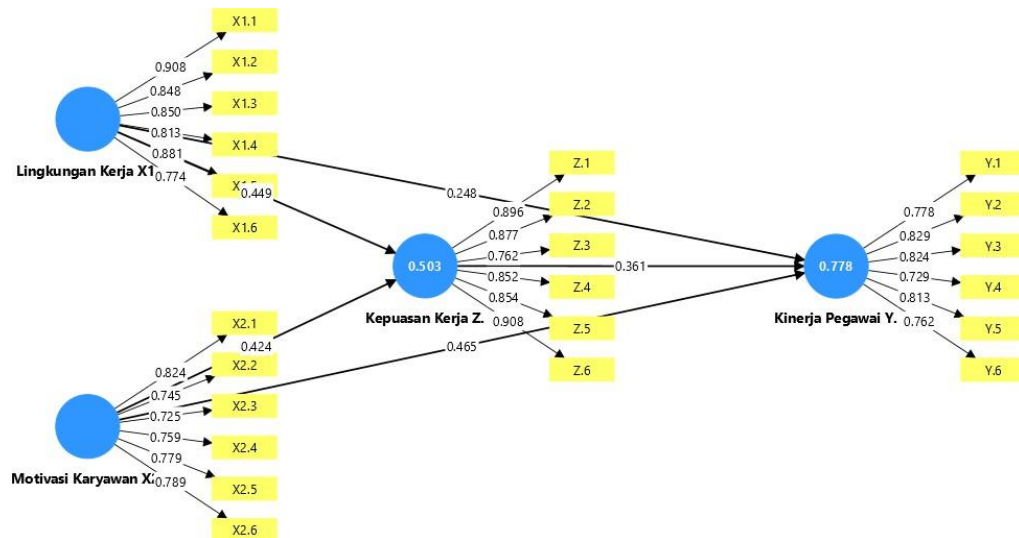 X1.1
0.908
X1.2
0.848
X1.3
0.850
X1.4
0.813
0.881
0.774
X1.6
Lingkungan Kerja X1
0.449
0.248
Z.1
0.896
Z.2
0.877
Z.3
0.762
0.503
0.361
Z.4
0.852
0.854
Z.5
0.908
Z.6
Kepuasan Kerja Z.
Y.1
0.778
Y.2
0.829
Y.3
0.824
0.778
Y.4
0.729
0.813
Y.5
0.762
Y.6
Kinerja Pegawai Y.
X2.1
0.424
0.465
0.824
X2.2
0.745
X2.3
0.725
0.759
X2.4
0.779
X2.5
0.789
X2.6
Motivasi Karyawan